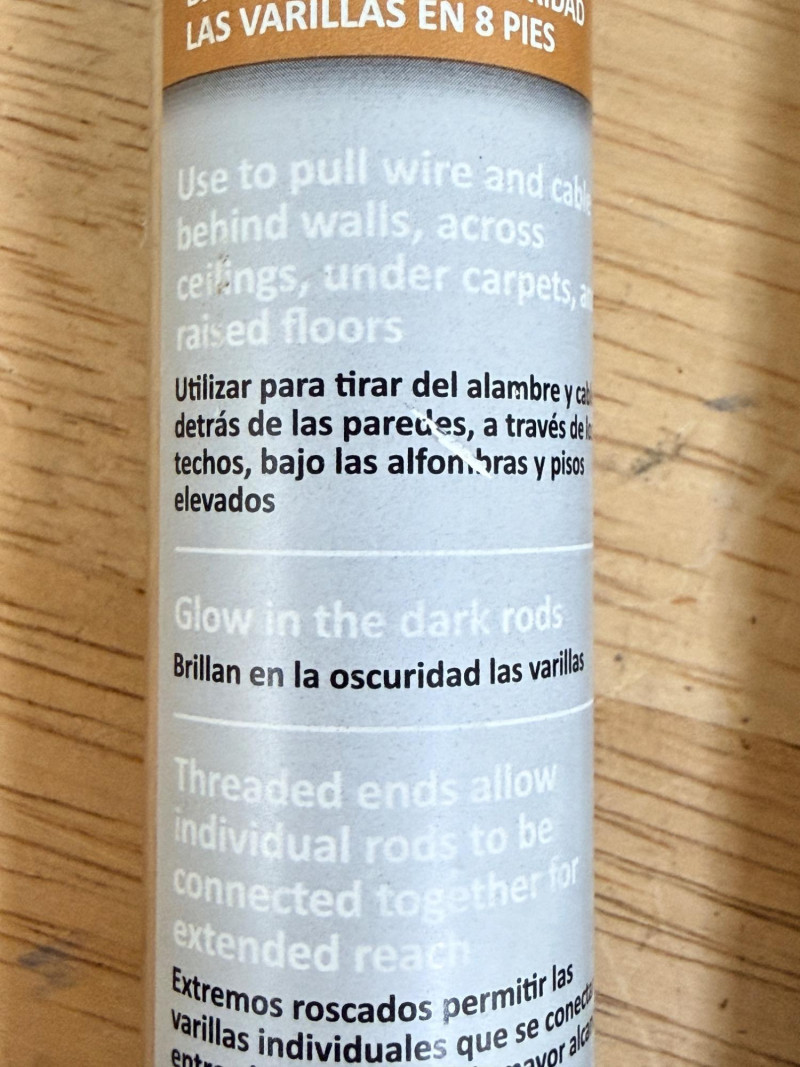 LAS VARILLAS EN 8 PIES
Use to pull wire and cable
behind walls, across
ceilings, under carpets,
raised floors
Utilizar para tirar del alambre y
detrás de las paredes, a través de
techos, bajo las alfombras y pisos
elevados
Glow in the dark rods
Brillan en la oscuridad las varillas
Threaded ends allow
individual rods to be
connected together for
extended reach
Extremos roscados permitir las
varillas individuales que se
mayor